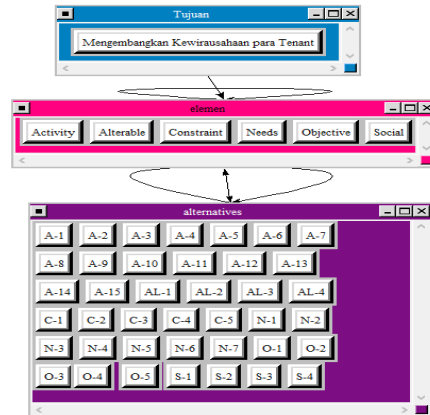 Tujuan
Mengembangkan Kewirausahaan para Tenant
elemen
Activity Alterable Constraint Needs Objective Social
alternatives
A-1 A-2 A-3 A-4 A-5 A-6 A-7
A-8 A-9 A-10 A-11 A-12 A-13
A-14 A-15 AL-1 AL-2 AL-3 AL-4
C-1 C-2 C-3 C-4 C-5 N-1 N-2
N-3 N-4 N-5 N-6 N-7 O-1 O-2
O-3 O-4 O-5 S-1 S-2 S-3 S-4